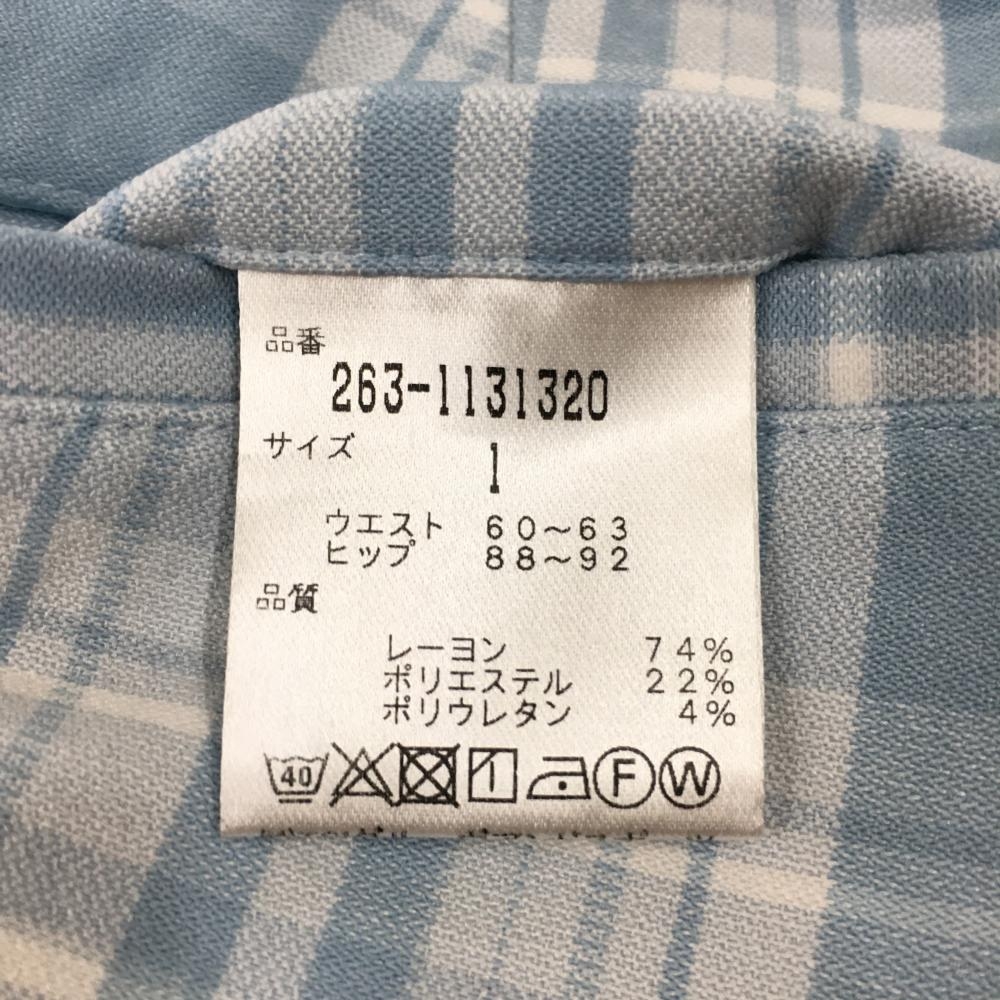 品番
263-1131320
サイズ
1
ウエスト 60～63
ヒップ 88～92
品質
レーヨン 74%
ポリエステル 22%
ポリウレタン 4%
40 F W